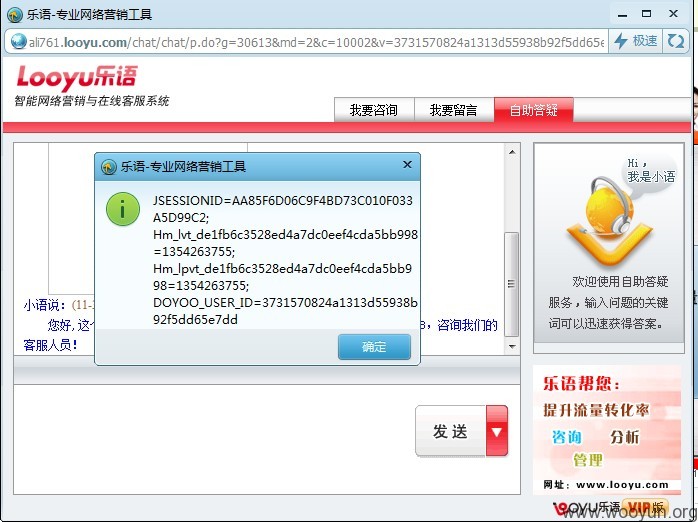 乐语-专业网络营销工具
ali761.looyu.com/chat/chat/p.do?g=30613&md=2&c=10002&v=3731570824a1313d55938b92f5dd65e
极速
Looyu乐语
智能网络营销与在线客服系统
我要咨询
我要留言
自助答疑
乐语-专业网络营销工具
JSESSIONID=AA85F6D06C9F4BD73C010F033
A5D99C2;
Hm_lvt_de1fb6c3528ed4a7dc0eef4cda5bb998
=1354263755;
Hm_lpvt_de1fb6c3528ed4a7dc0eef4cda5bb9
98=1354263755;
DOYOO_USER_ID=3731570824a1313d55938b
92f5dd65e7dd
确定
小语说: (11-
您好, 这个
, 咨询我们的
客服人员!
发送
Hi,
我是小语
欢迎使用自助答疑
服务，输入问题的关键
词可以迅速获得答案。
乐语帮您:
提升流量转化率
咨询 分析
管理
网址: www.looyu.com
LOOYU乐语 VIP版
www.wooyun.org